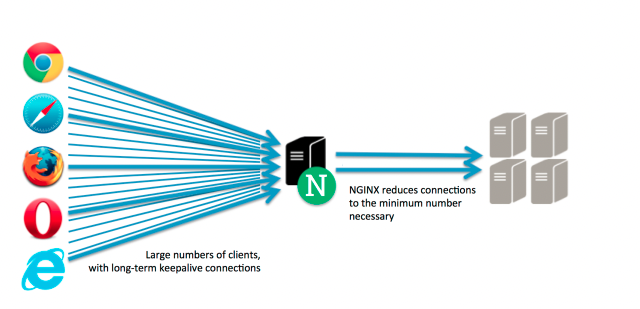 N
NGINX reduces connections
to the minimum number
necessary
Large numbers of clients,
with long-term keepalive connections